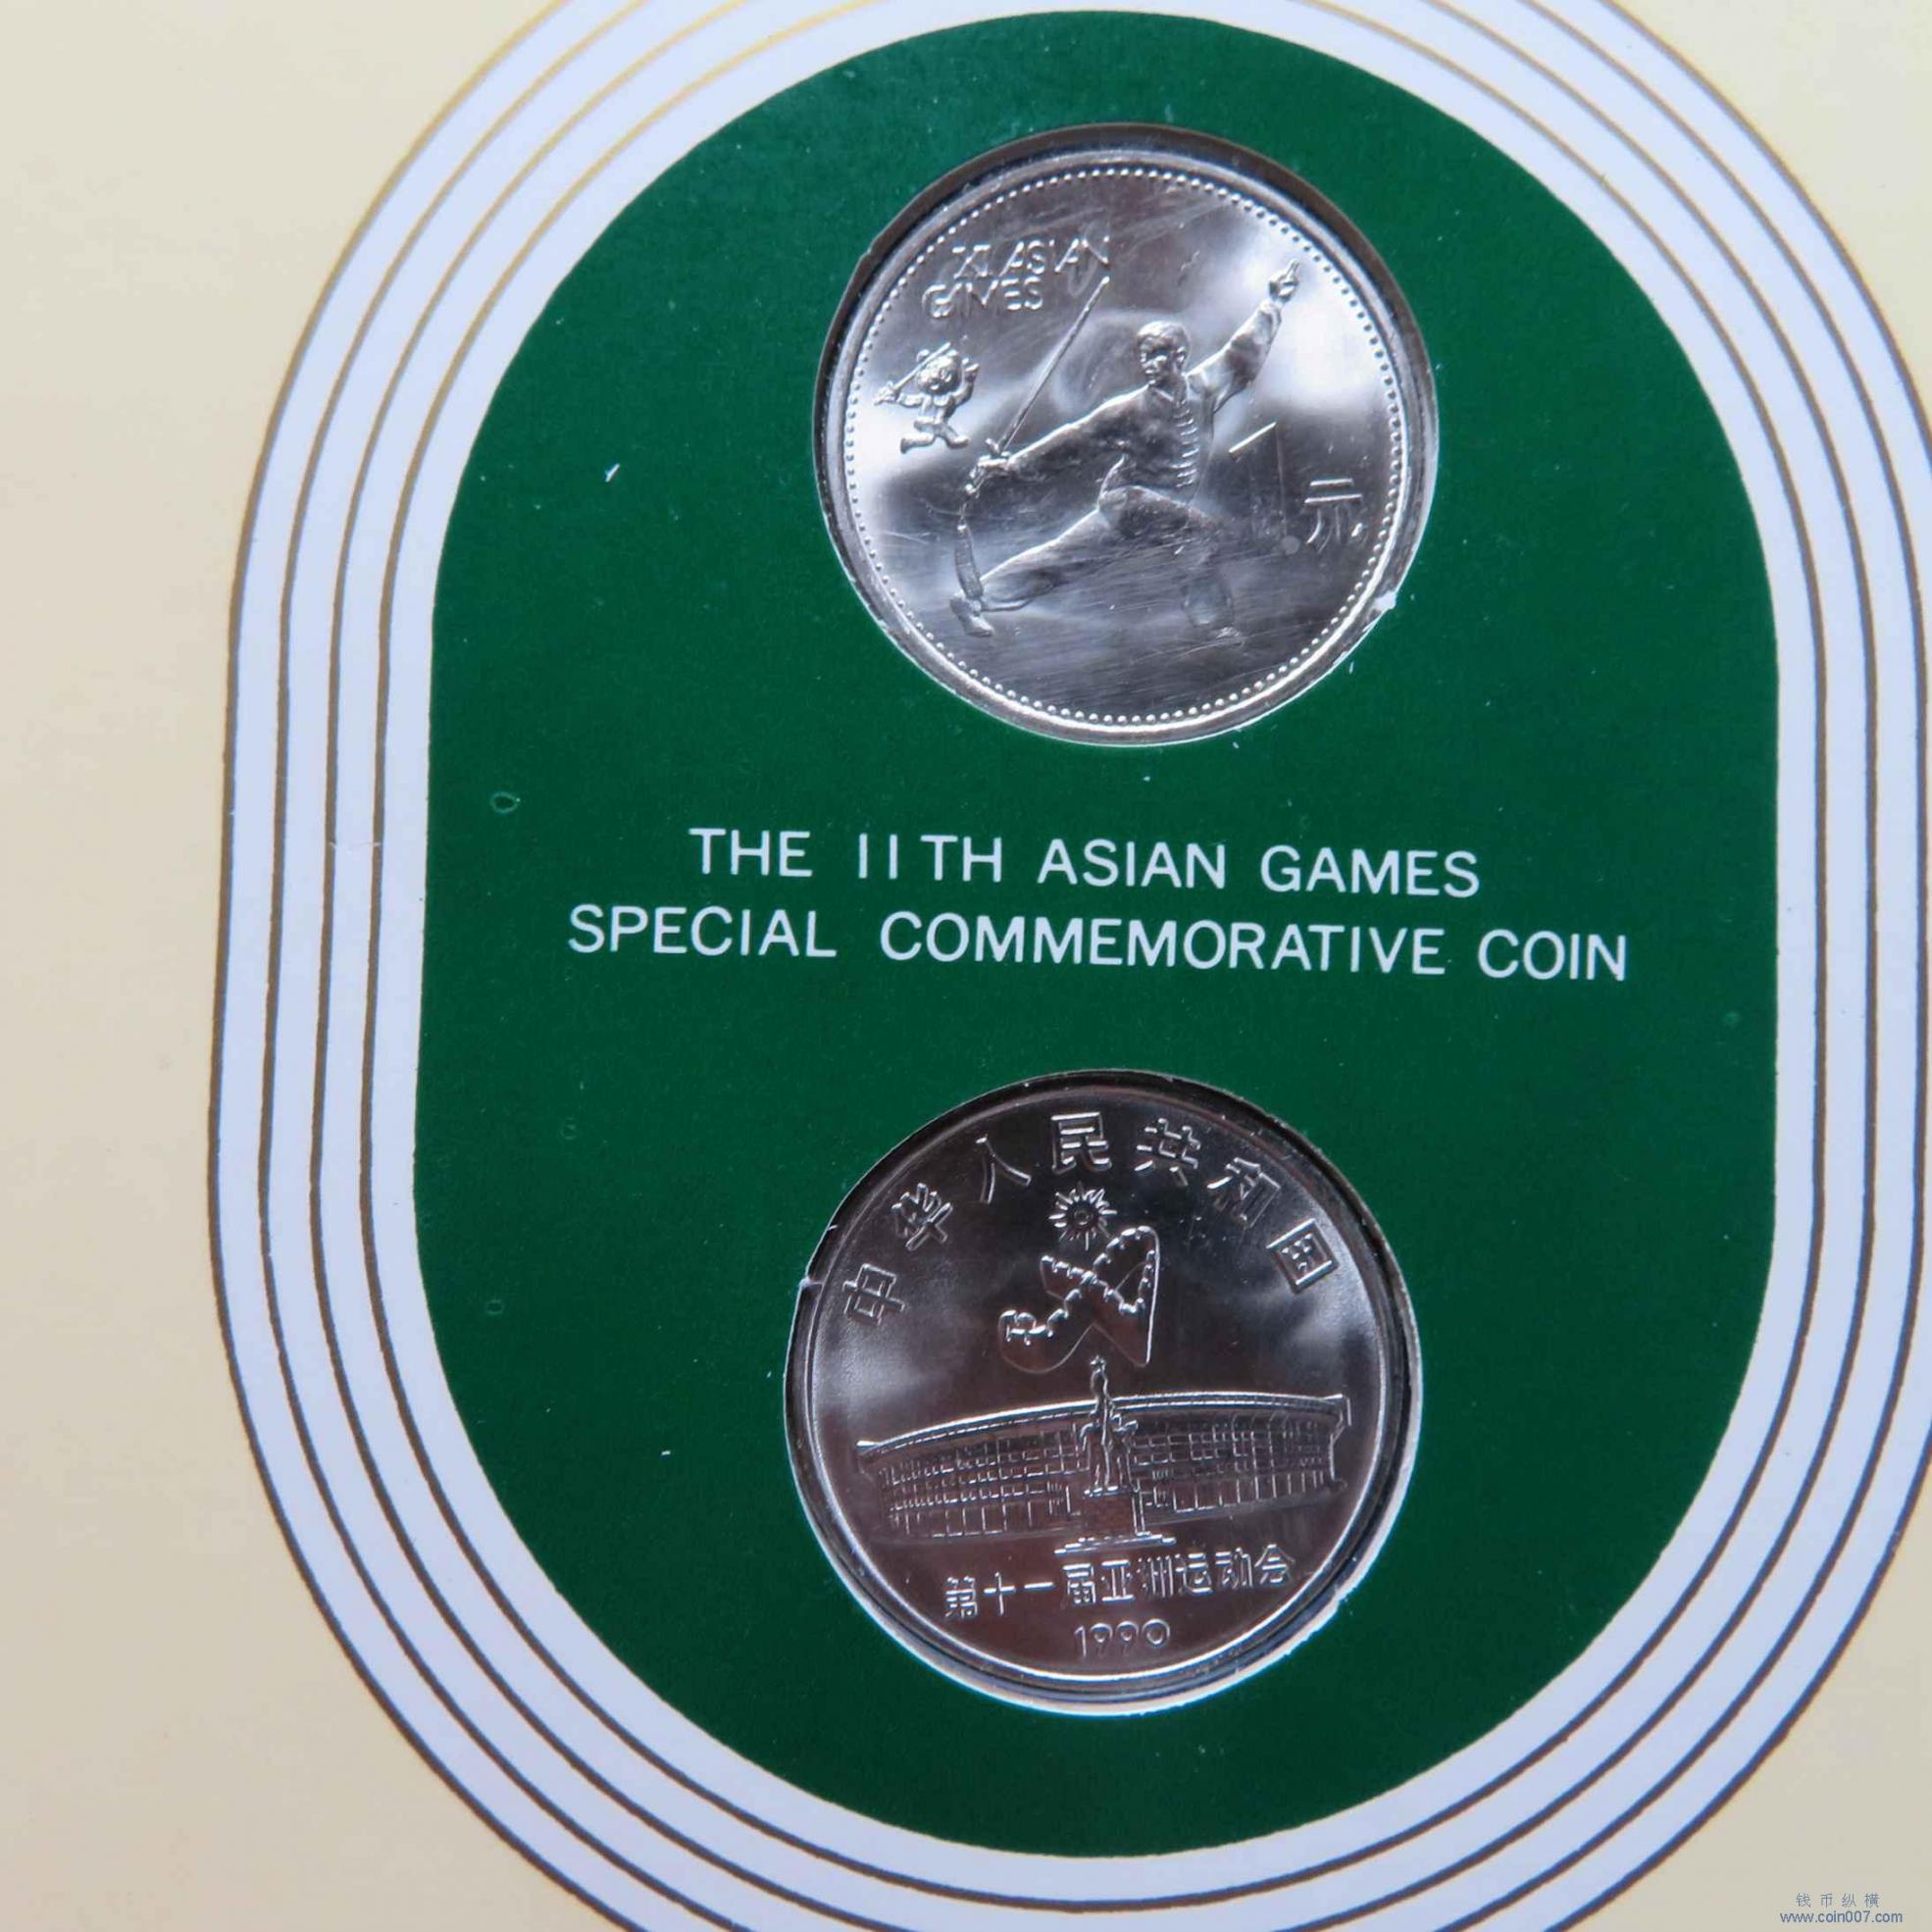 XI ASIAN
GAMES
1元
THE 11TH ASIAN GAMES
SPECIAL COMMEMORATIVE COIN
中华人民共和国
第十一届亚洲运动会
1990
钱币纵横
www.coin007.com